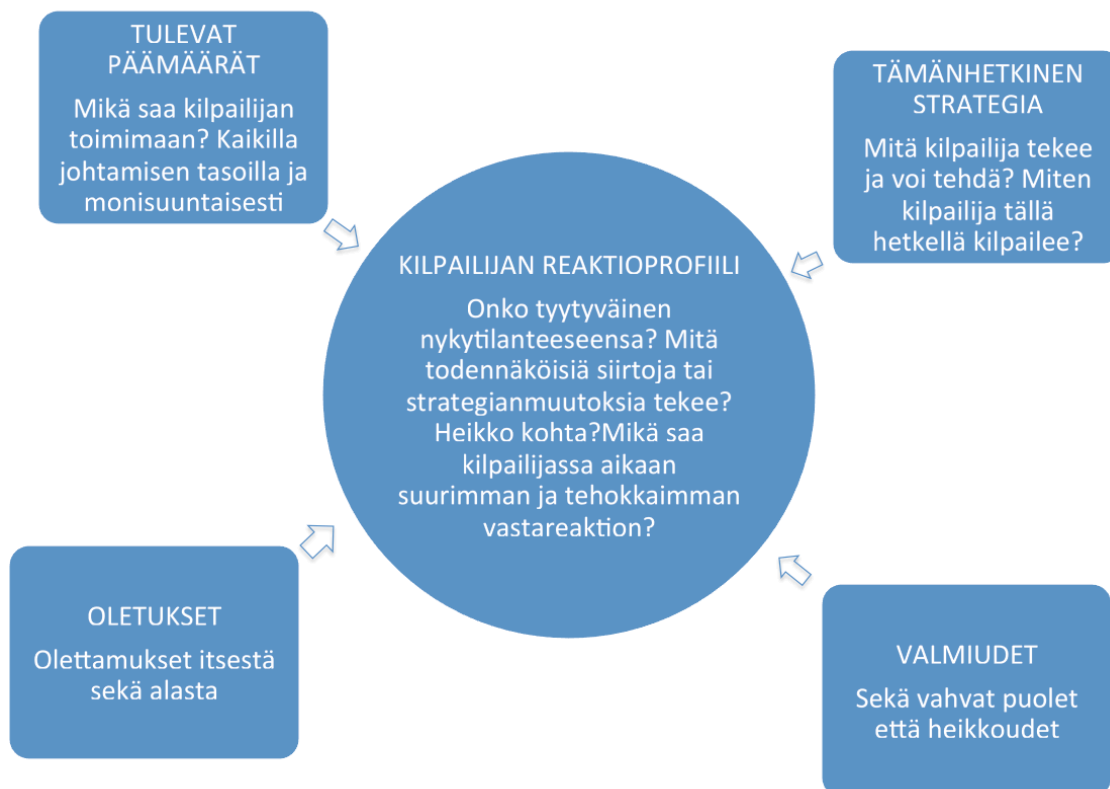 TULEVAT
PÄÄMÄÄRÄT
Mikä saa kilpailijan
toimimaan? Kaikilla
johtamisen tasoilla ja
monisuuntaisesti
TÄMÄNHETKINEN
STRATEGIA
Mitä kilpailija tekee
ja voi tehdä? Miten
kilpailija tällä
hetkellä kilpailee?
KILPAILIJAN REAKTIOPROFIILI
Onko tyytyväinen
nykytilanteeseensa? Mitä
todennäköisiä siirtoja tai
strategianmuutoksia tekee?
Heikko kohta?Mikä saa
kilpailijassa aikaan
suurimman ja tehokkaimman
vastareaktion?
OLETUKSET
Olettamukset itsestä
sekä alasta
VALMIUDET
Sekä vahvat puolet
että heikkoudet